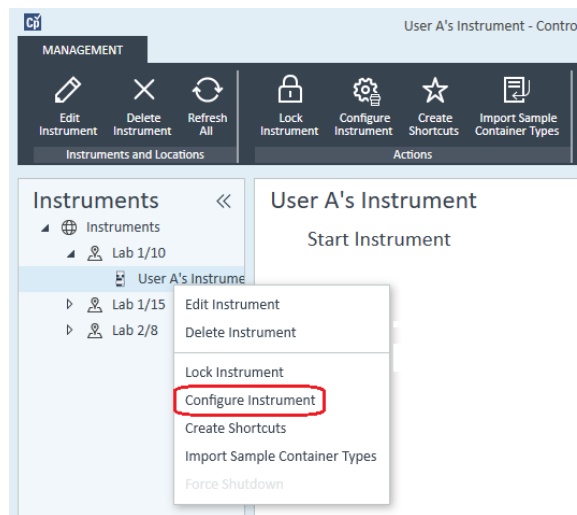 Cp
User A's Instrument - Contro
MANAGEMENT
Edit Instrument
Delete Instrument
Refresh All
Lock Instrument
Configure Instrument
Create Shortcuts
Import Sample Container Types
Instruments and Locations
Actions
Instruments
User A's Instrument
Instruments
Start Instrument
Lab 1/10
User A's Instrume
Lab 1/15
Lab 2/8
Edit Instrument
Delete Instrument
Lock Instrument
Configure Instrument
Create Shortcuts
Import Sample Container Types
Force Shutdown